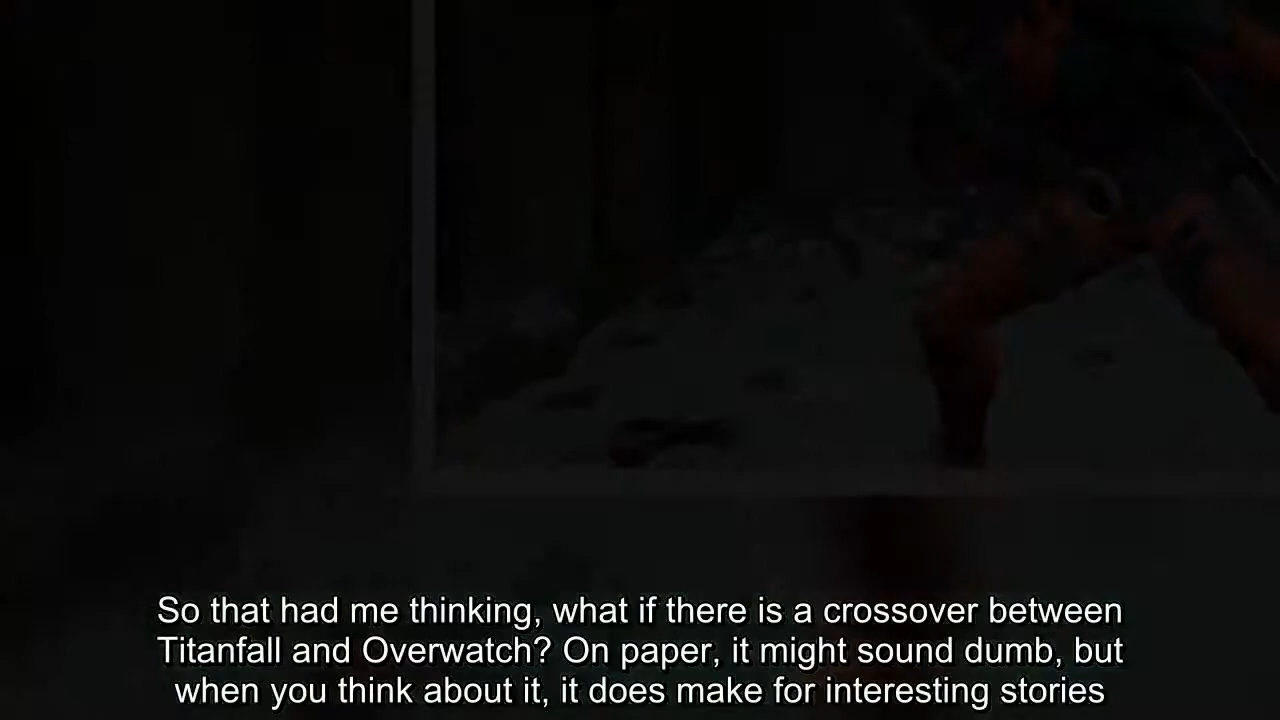 So that had me thinking, what if there is a crossover between
Titanfall and Overwatch? On paper, it might sound dumb, but
when you think about it, it does make for interesting stories